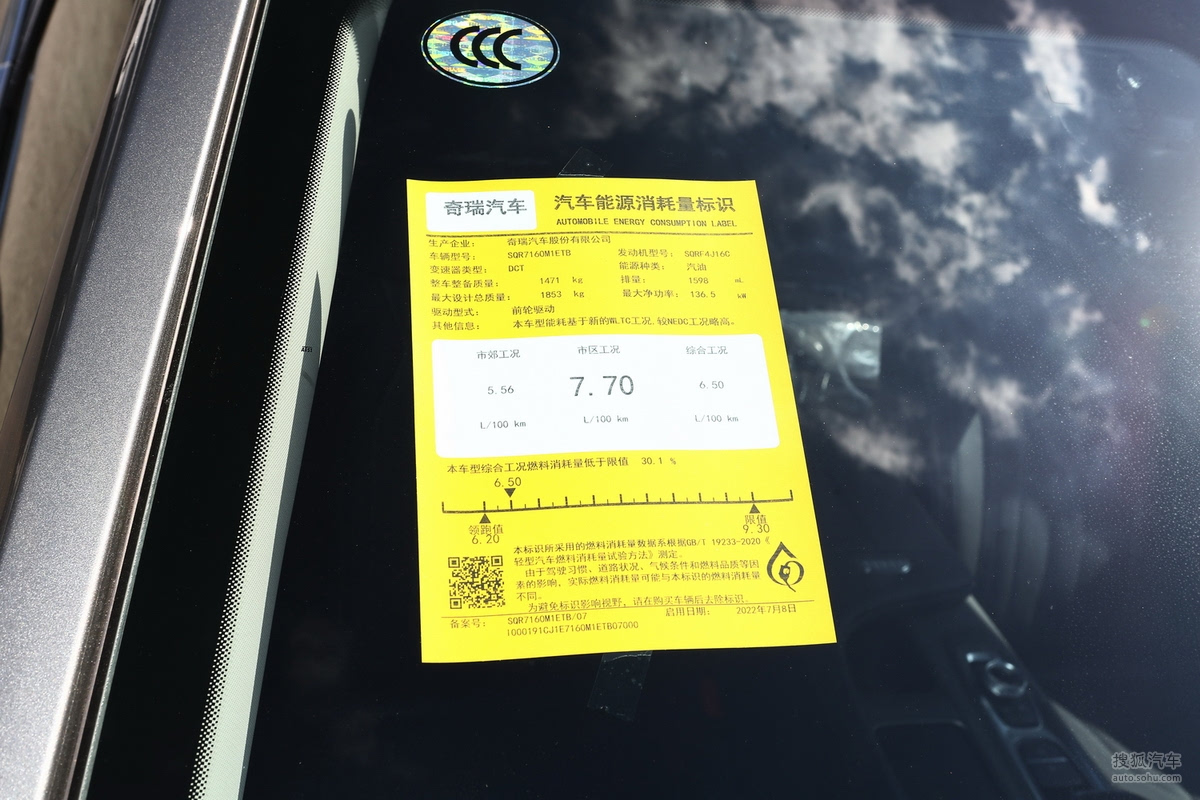 CCC
奇瑞汽车
汽车能源消耗量标识
AUTOMOBILE ENERGY CONSUMPTION LABEL
生产企业： 奇瑞汽车股份有限公司
车辆型号： SQR7160M1ETB 发动机型号： SQRF4J16C
变速器类型： DCT 能源种类： 汽油
整车整备质量： 1471 kg 排量： 1598 mL
最大设计总质量： 1853 kg 最大净功率： 136.5 kW
驱动型式： 前轮驱动
其他信息： 本车型能耗基于新的WLTC工况,较NEDC工况略高。
市郊工况 市区工况 综合工况
5.56 7.70 6.50
L/100 km L/100 km L/100 km
本车型综合工况燃料消耗量低于限值 30.1 %
6.50
领跑值 限值
6.20 9.30
本标识所采用的燃料消耗量数据系根据GB/T 19233-2020《
轻型汽车燃料消耗量试验方法》测定。
由于驾驶习惯、道路状况、气候条件和燃料品质等因
素的影响，实际燃料消耗量可能与本标识的燃料消耗量
不同。
为避免标识影响视野，请在购买车辆后去除标识。
备案号： SQR7160M1ETB/07 启用日期： 2022年7月8日
I000191CJ1E7160M1ETB07000
搜狐汽车
auto.sohu.com